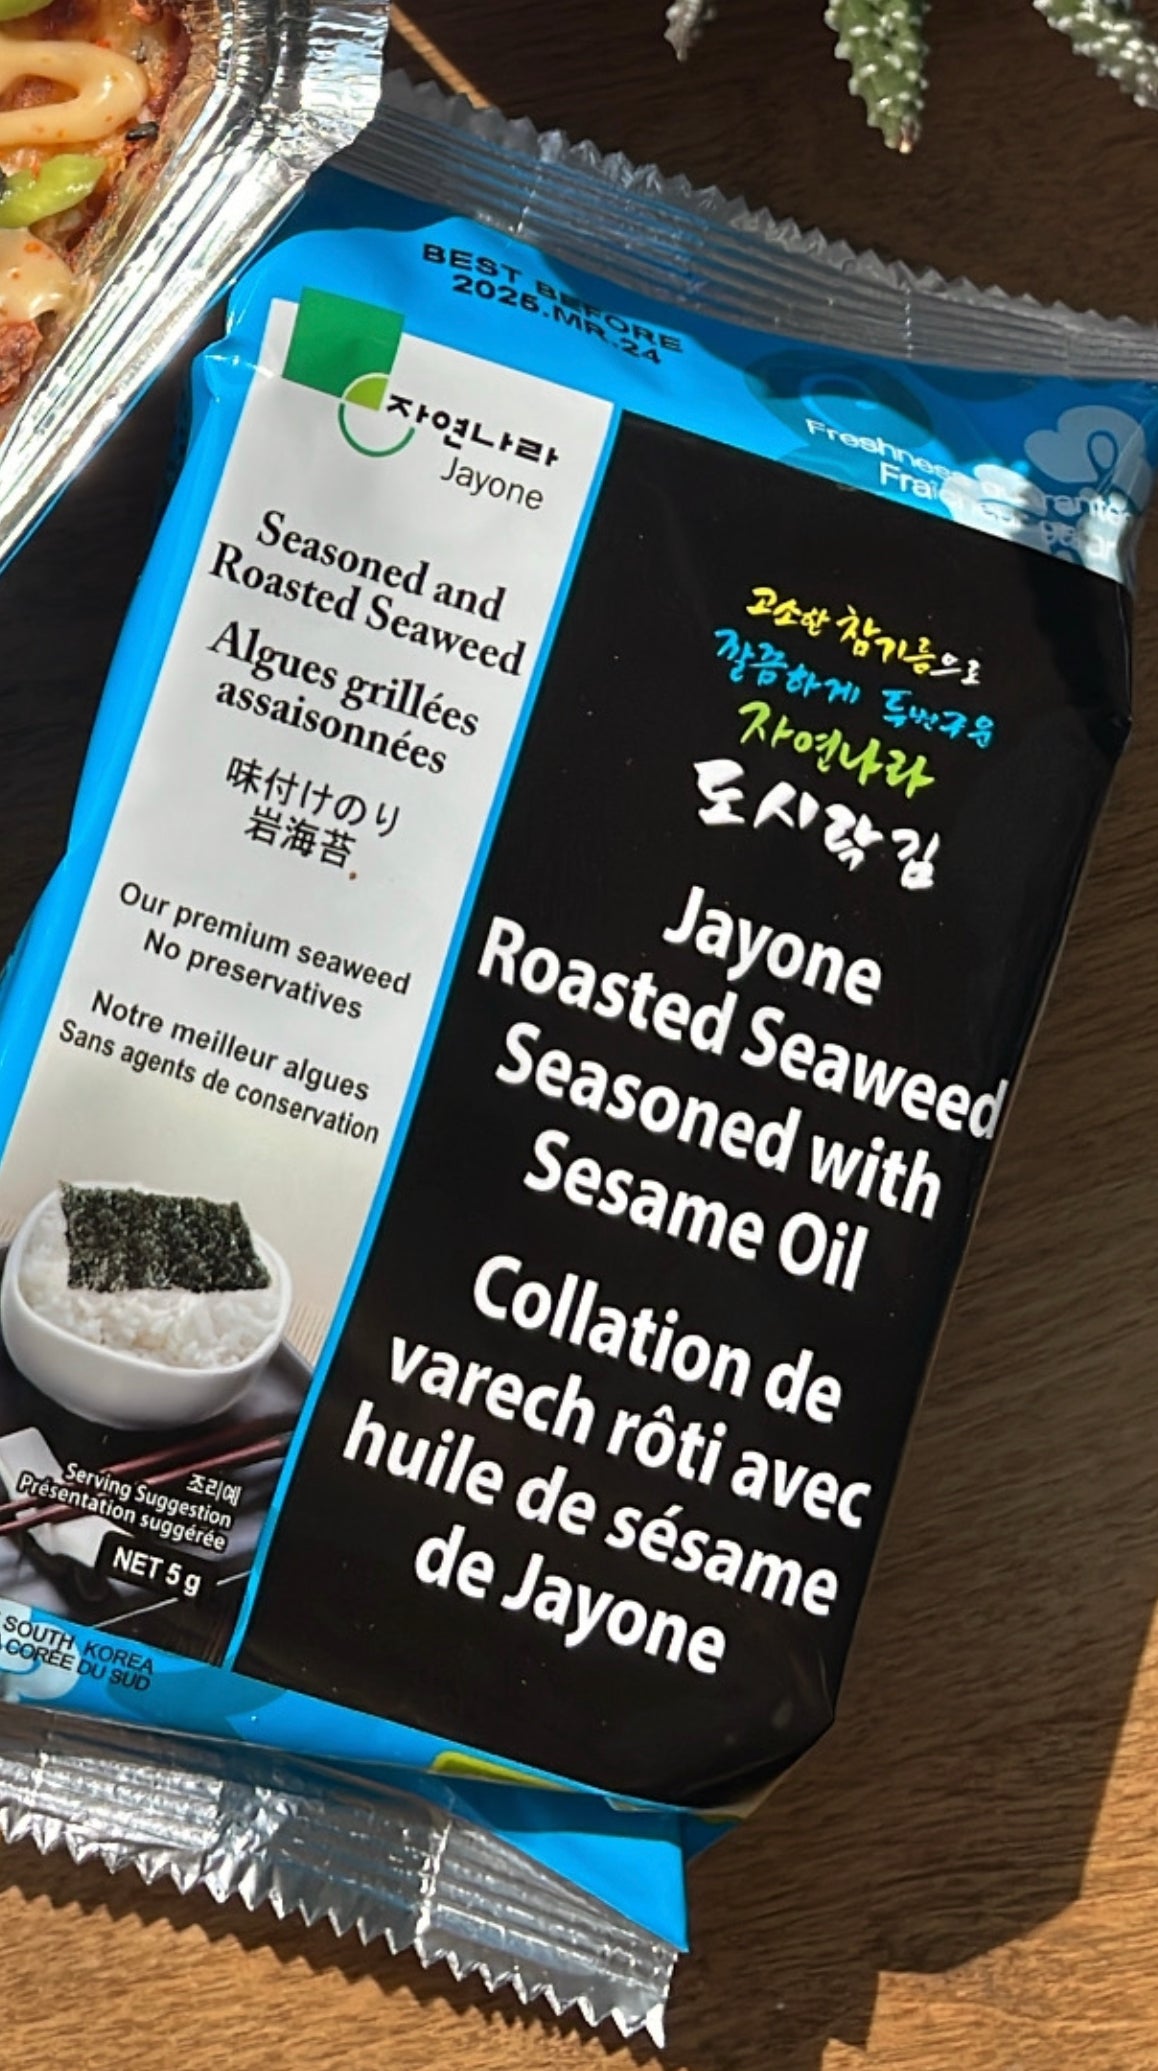 BEST BEFORE
2025.MR.24
Freshness
자연나라
Jayone
Seasoned and
Roasted Seaweed
Algues grillées
assaisonnées
味付けのり
岩海苔
Our premium seaweed
No preservatives
Notre meilleur algues
Sans agents de conservation
조리예
Serving Suggestion
Présentation suggérée
NET 5 g
SOUTH KOREA
CORÉE DU SUD
고소한 참기름으로
깔끔하게 두번구운
자연나라
도시락김
Jayone
Roasted Seaweed
Seasoned with
Sesame Oil
Collation de
varech rôti avec
huile de sésame
de Jayone